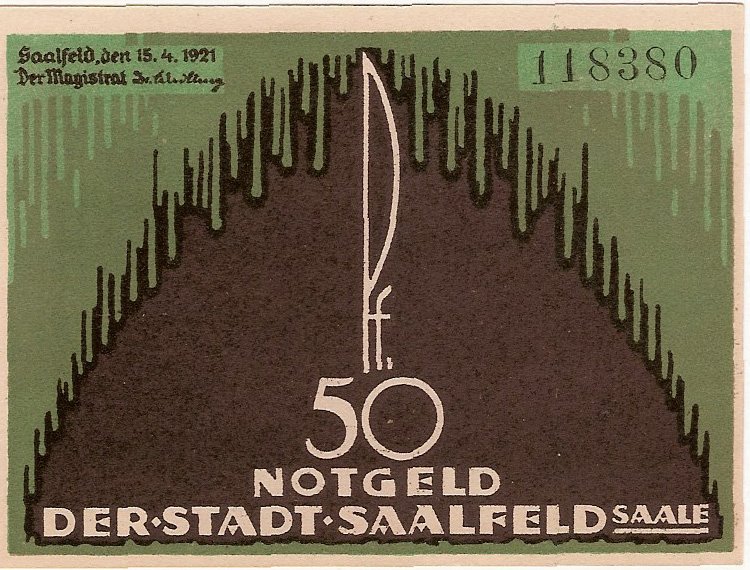 Saalfeld, den 15. 4. 1921
Der Magistrat
118380
Pf.
50
NOTGELD
DER·STADT·SAALFELD SAALE